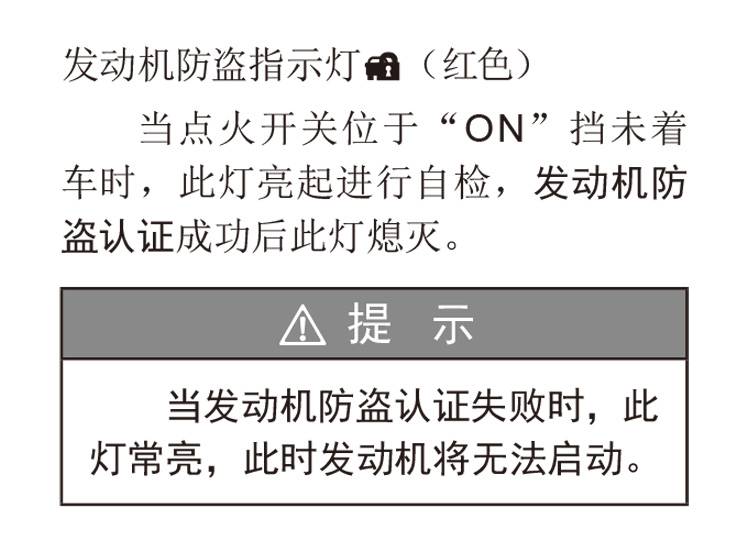 发动机防盗指示灯（红色）
当点火开关位于“ON”挡未着
车时，此灯亮起进行自检，发动机防
盗认证成功后此灯熄灭。
提 示
当发动机防盗认证失败时，此
灯常亮，此时发动机将无法启动。